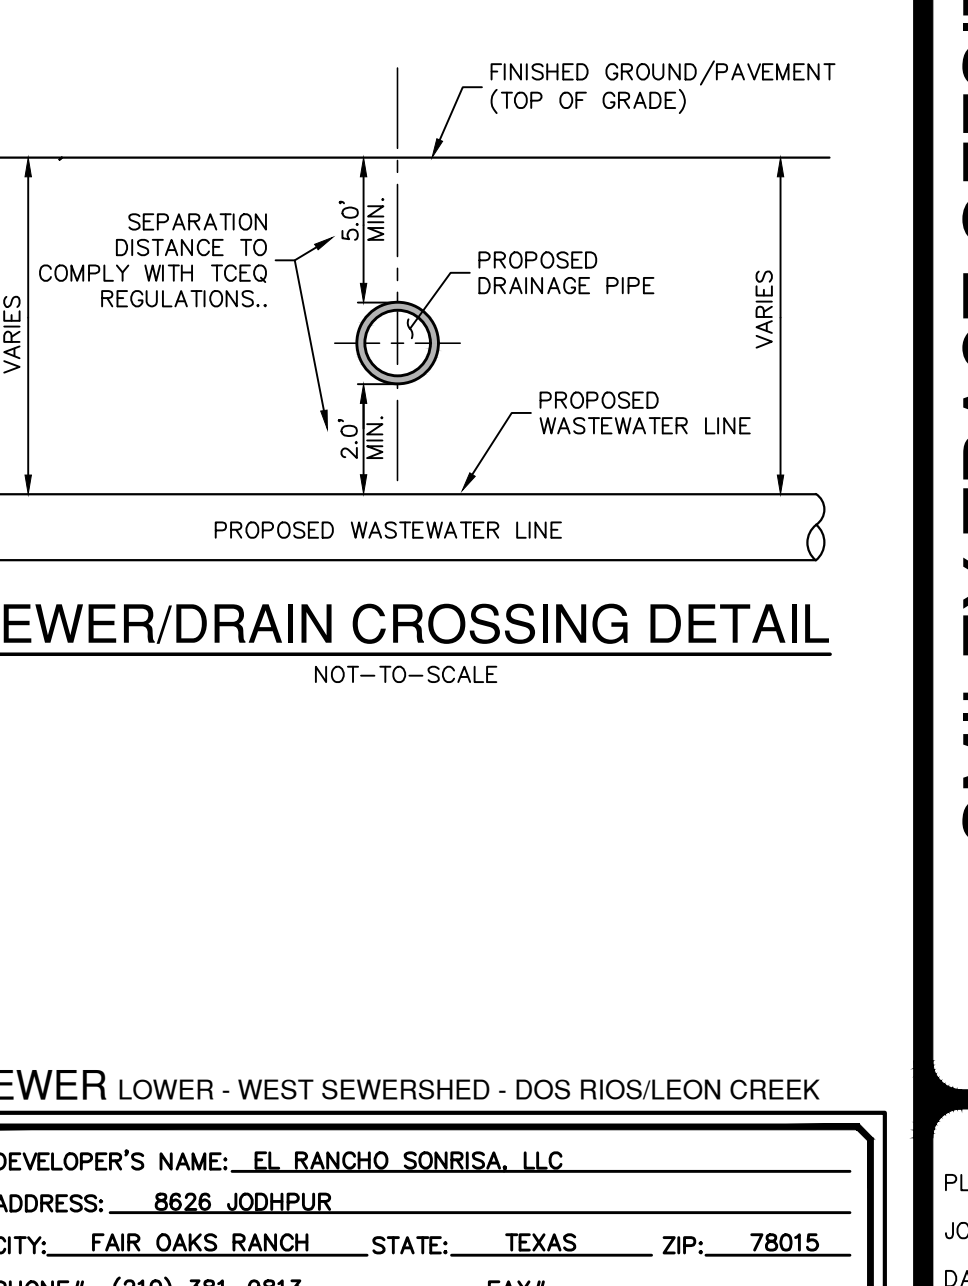 FINISHED GROUND/PAVEMENT
(TOP OF GRADE)
SEPARATION
DISTANCE TO
COMPLY WITH TCEQ
REGULATIONS..
5.0'
MIN.
PROPOSED
DRAINAGE PIPE
VARIES
VARIES
2.0'
MIN.
PROPOSED
WASTEWATER LINE
PROPOSED WASTEWATER LINE
EWER/DRAIN CROSSING DETAIL
NOT-TO-SCALE
EWER LOWER - WEST SEWERSHED - DOS RIOS/LEON CREEK
DEVELOPER'S NAME: EL RANCHO SONRISA, LLC
ADDRESS: 8626 JODHPUR
CITY: FAIR OAKS RANCH STATE: TEXAS ZIP: 78015
PL
JO
DA